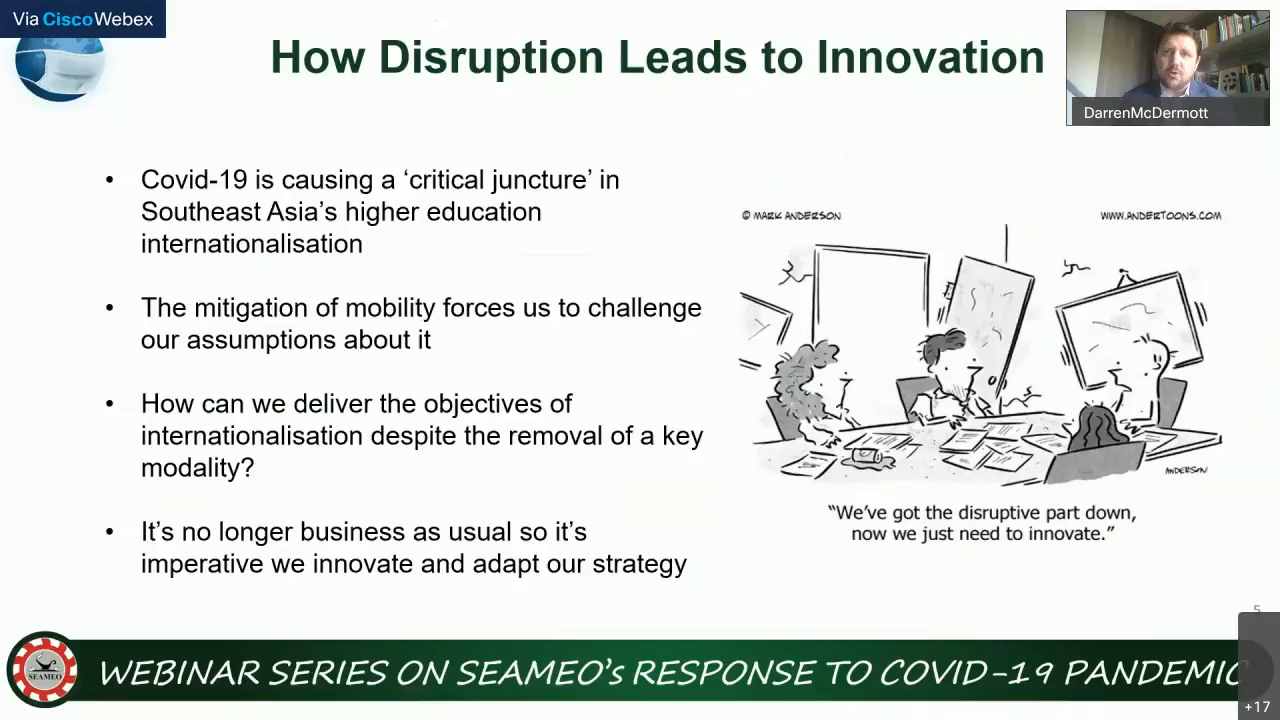 Via Cisco Webex
How Disruption Leads to Innovation
DarrenMcDermott
• Covid-19 is causing a ‘critical juncture’ in
Southeast Asia’s higher education
internationalisation
• The mitigation of mobility forces us to challenge
our assumptions about it
• How can we deliver the objectives of
internationalisation despite the removal of a key
modality?
• It’s no longer business as usual so it’s
imperative we innovate and adapt our strategy
© MARK ANDERSON
WWW.ANDERTOONS.COM
ANDERSON
“We’ve got the disruptive part down,
now we just need to innovate.”
5
SEAMEO
WEBINAR SERIES ON SEAMEO’s RESPONSE TO COVID-19 PANDEMIC
+17